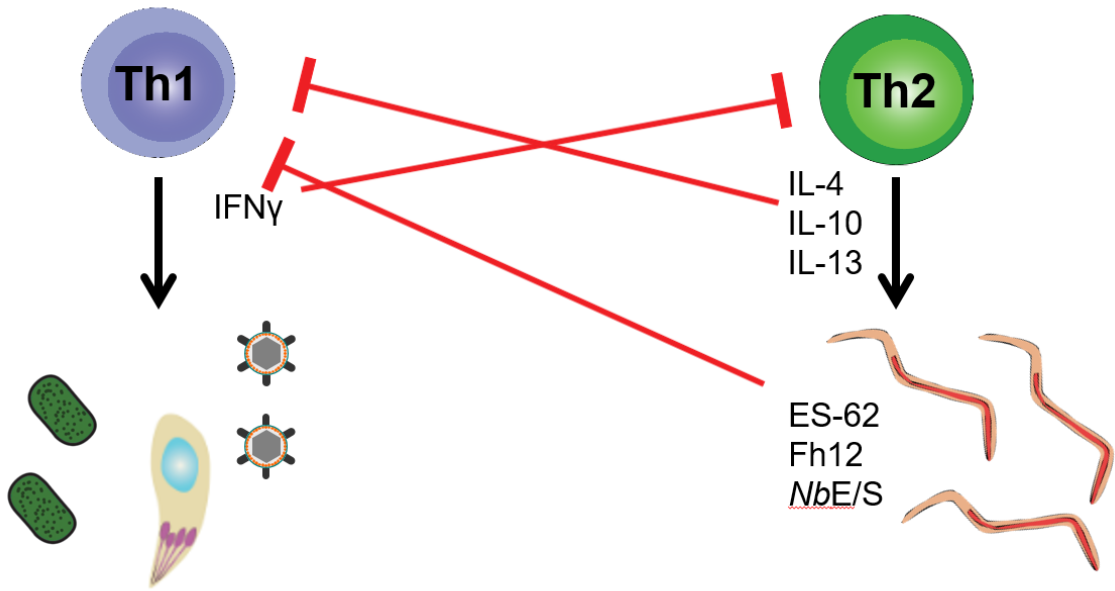 Th1
Th2
IFNγ
IL-4
IL-10
IL-13
ES-62
Fh12
NbE/S